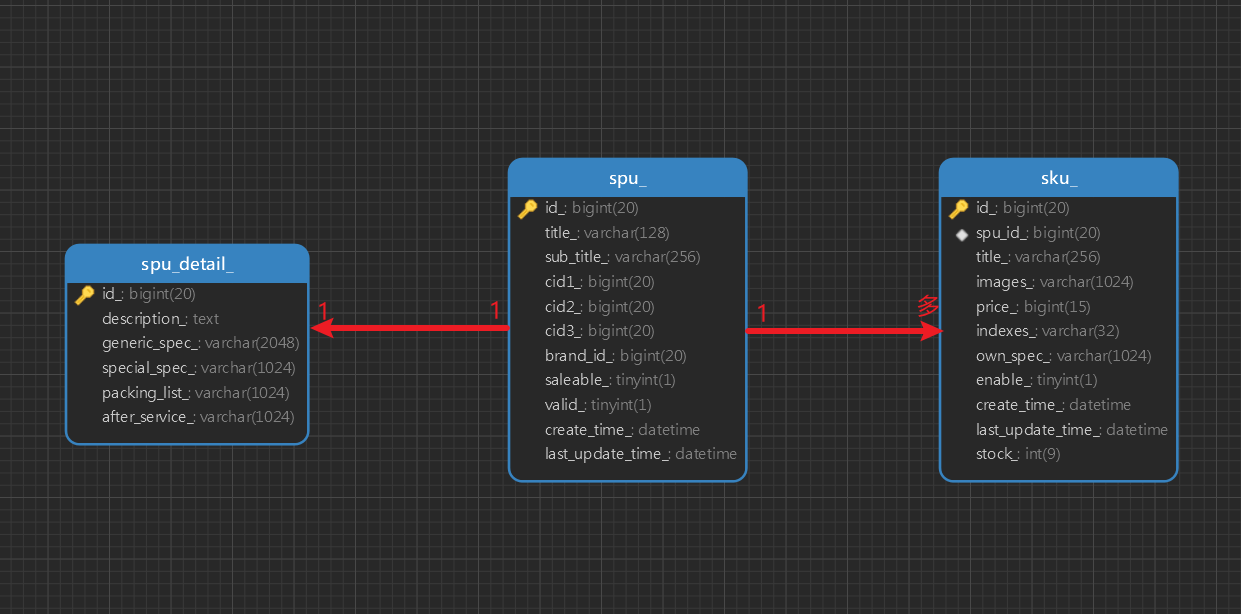 spu_detail_
id_: bigint(20)
description_: text
generic_spec_: varchar(2048)
special_spec_: varchar(1024)
packing_list_: varchar(1024)
after_service_: varchar(1024)
1
1
spu_
id_: bigint(20)
title_: varchar(128)
sub_title_: varchar(256)
cid1_: bigint(20)
cid2_: bigint(20)
cid3_: bigint(20)
brand_id_: bigint(20)
saleable_: tinyint(1)
valid_: tinyint(1)
create_time_: datetime
last_update_time_: datetime
1
多
sku_
id_: bigint(20)
spu_id_: bigint(20)
title_: varchar(256)
images_: varchar(1024)
price_: bigint(15)
indexes_: varchar(32)
own_spec_: varchar(1024)
enable_: tinyint(1)
create_time_: datetime
last_update_time_: datetime
stock_: int(9)